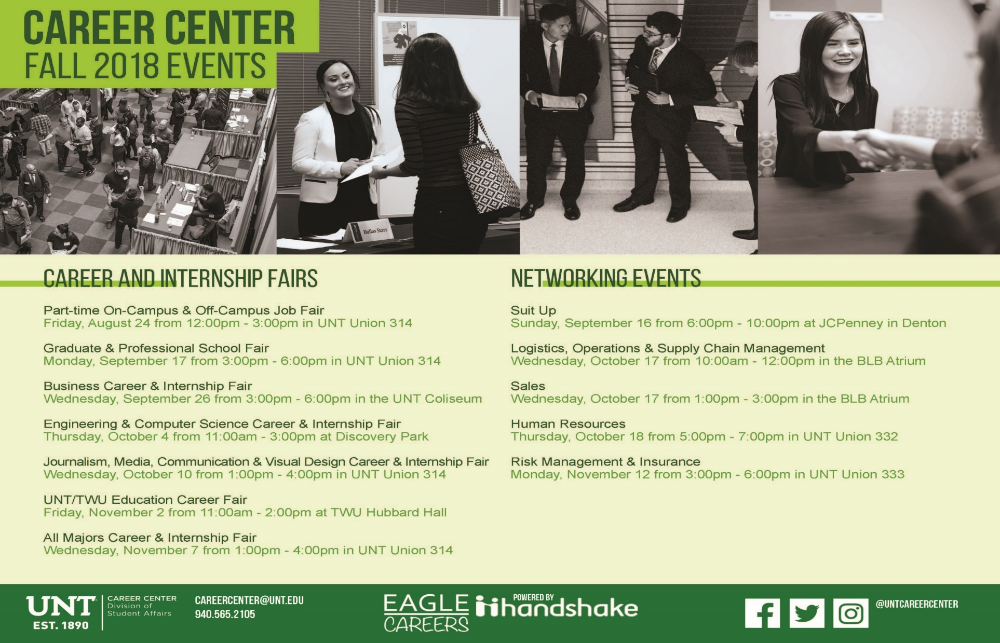 CAREER CENTER
FALL 2018 EVENTS
Dallas Stars
CAREER AND INTERNSHIP FAIRS
Part-time On-Campus & Off-Campus Job Fair
Friday, August 24 from 12:00pm - 3:00pm in UNT Union 314
Graduate & Professional School Fair
Monday, September 17 from 3:00pm - 6:00pm in UNT Union 314
Business Career & Internship Fair
Wednesday, September 26 from 3:00pm - 6:00pm in the UNT Coliseum
Engineering & Computer Science Career & Internship Fair
Thursday, October 4 from 11:00am - 3:00pm at Discovery Park
Journalism, Media, Communication & Visual Design Career & Internship Fair
Wednesday, October 10 from 1:00pm - 4:00pm in UNT Union 314
UNT/TWU Education Career Fair
Friday, November 2 from 11:00am - 2:00pm at TWU Hubbard Hall
All Majors Career & Internship Fair
Wednesday, November 7 from 1:00pm - 4:00pm in UNT Union 314
NETWORKING EVENTS
Suit Up
Sunday, September 16 from 6:00pm - 10:00pm at JCPenney in Denton
Logistics, Operations & Supply Chain Management
Wednesday, October 17 from 10:00am - 12:00pm in the BLB Atrium
Sales
Wednesday, October 17 from 1:00pm - 3:00pm in the BLB Atrium
Human Resources
Thursday, October 18 from 5:00pm - 7:00pm in UNT Union 332
Risk Management & Insurance
Monday, November 12 from 3:00pm - 6:00pm in UNT Union 333
UNT
EST. 1890
CAREER CENTER
Division of
Student Affairs
CAREERCENTER@UNT.EDU
940.565.2105
EAGLE
CAREERS
POWERED BY
handshake
@UNTCAREERCENTER